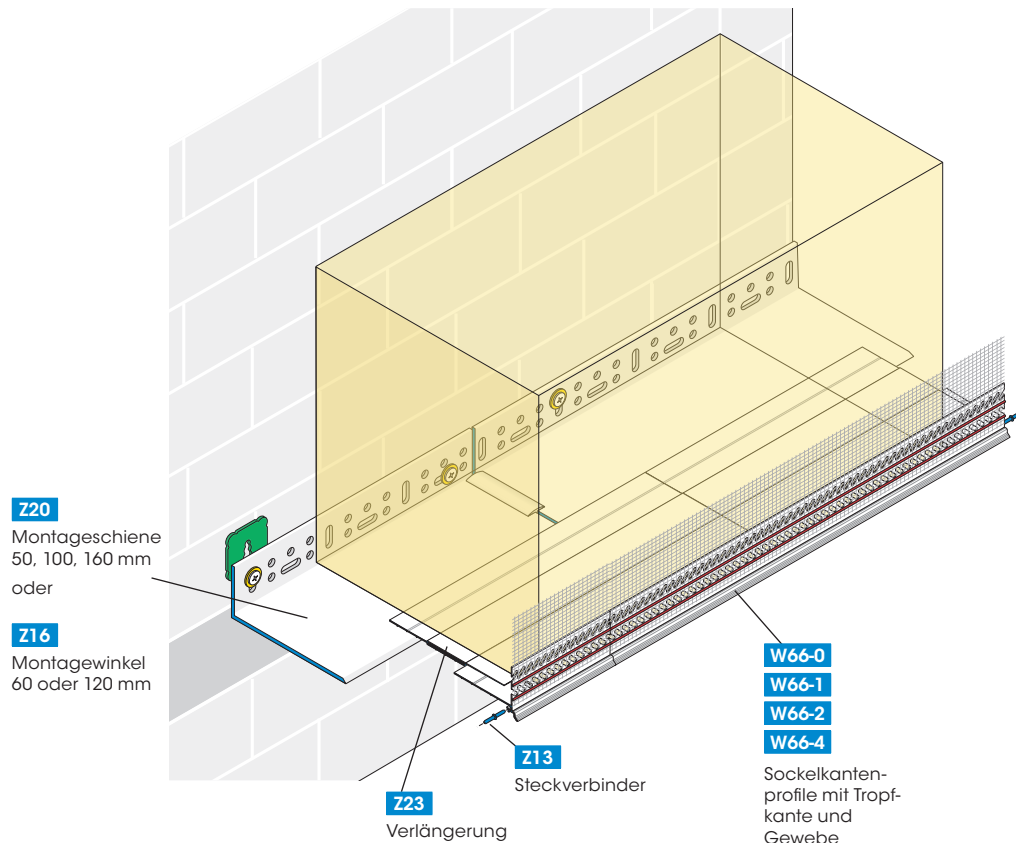 Z20
Montageschiene
50, 100, 160 mm
oder
Z16
Montagewinkel
60 oder 120 mm
Z13
Steckverbinder
Z23
Verlängerung
W66-0
W66-1
W66-2
W66-4
Sockelkanten-
profile mit Tropf-
kante und
Gewebe